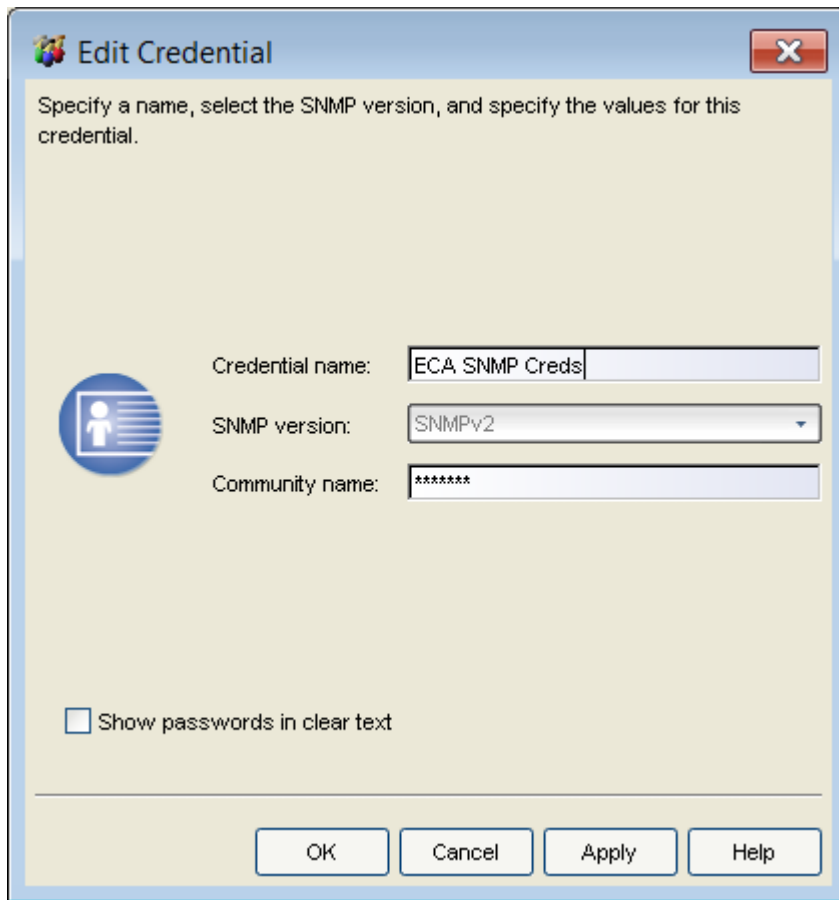 Edit Credential
Specify a name, select the SNMP version, and specify the values for this
credential.
Credential name: ECA SNMP Creds
SNMP version: SNMPv2
Community name: *******
Show passwords in clear text
OK Cancel Apply Help